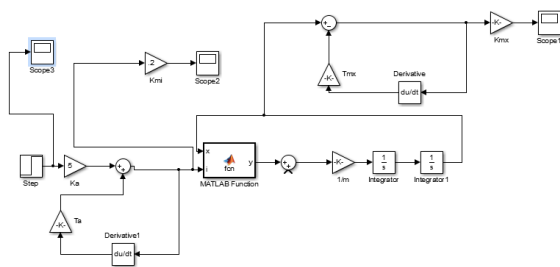 +
-K-
Kmx
Scope1
Scope3
.2
Kmi
Scope2
-K-
Tmx
Derivative
du/dt
Step
5
Ka
+
+
x
i
fcn
y
MATLAB Function
+
+
-K-
1/m
1
s
Integrator
1
s
Integrator1
-K-
Ta
Derivative1
du/dt